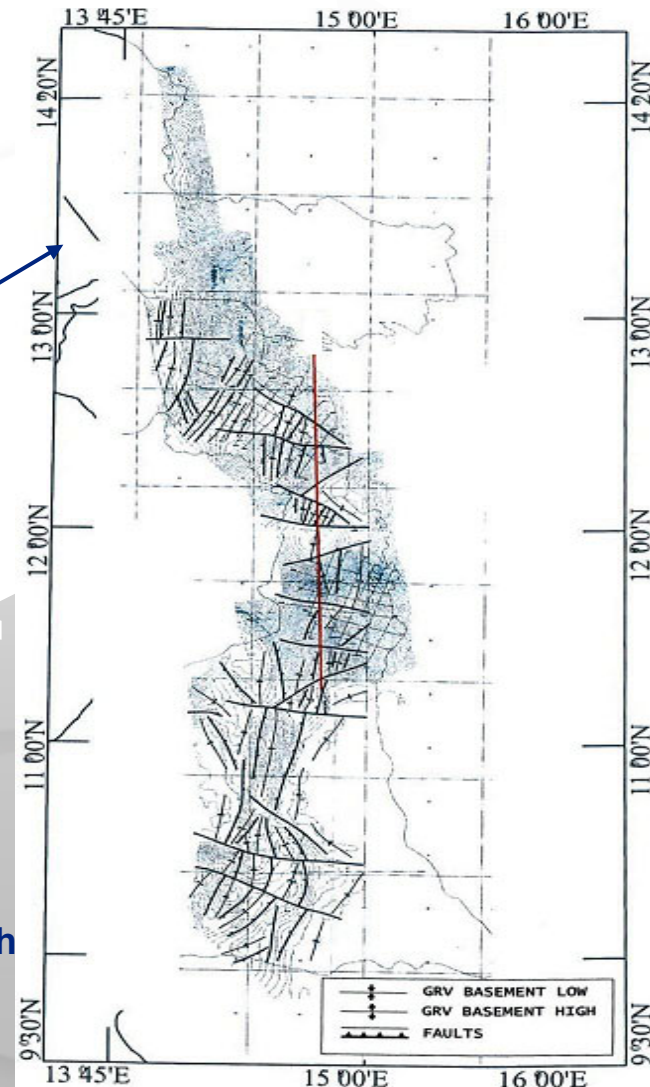 13 45'E 15 00'E 16 00'E
14 20'N 14 20'N
13 00'N 13 00'N
12 00'N 12 00'N
11 00'N 11 00'N
h
GRV BASEMENT LOW
GRV BASEMENT HIGH
FAULTS
9 30'N 9 30'N
13 45'E 15 00'E 16 00'E